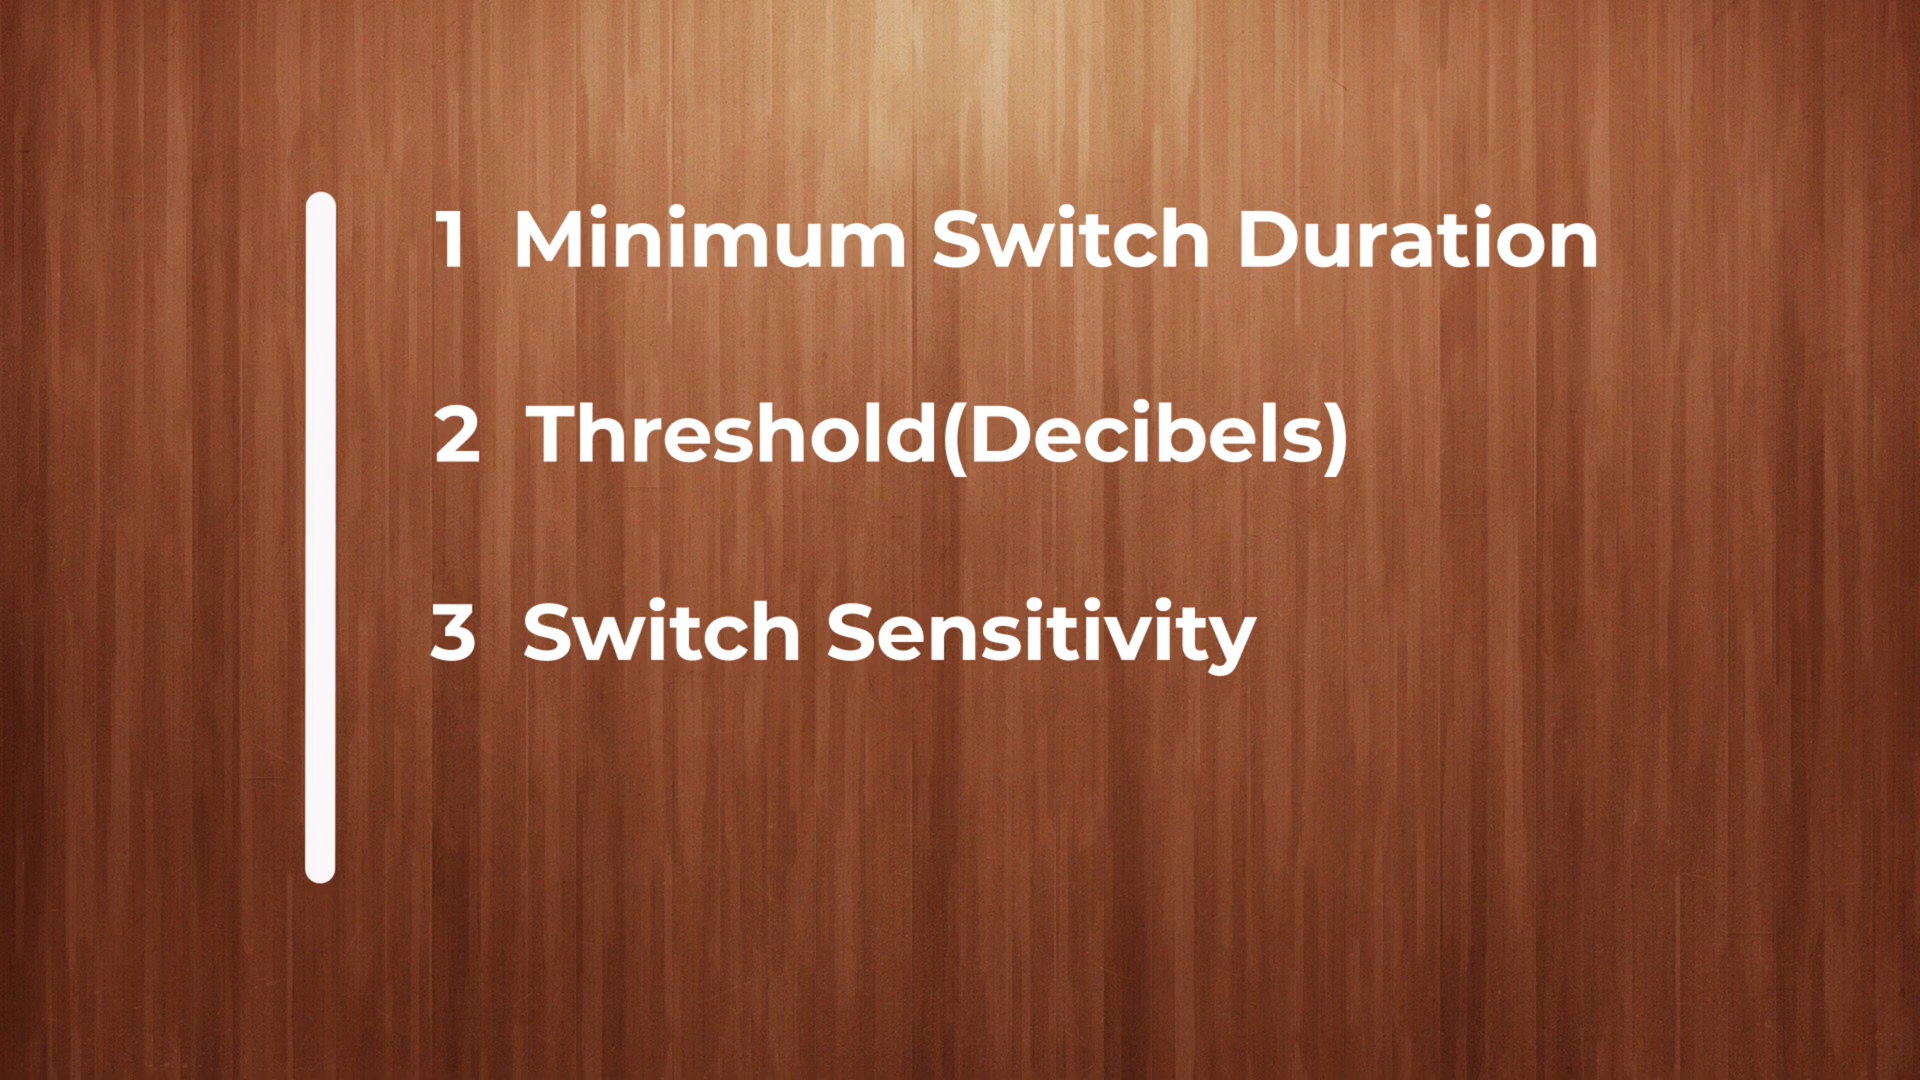 1 Minimum Switch Duration
2 Threshold(Decibels)
3 Switch Sensitivity